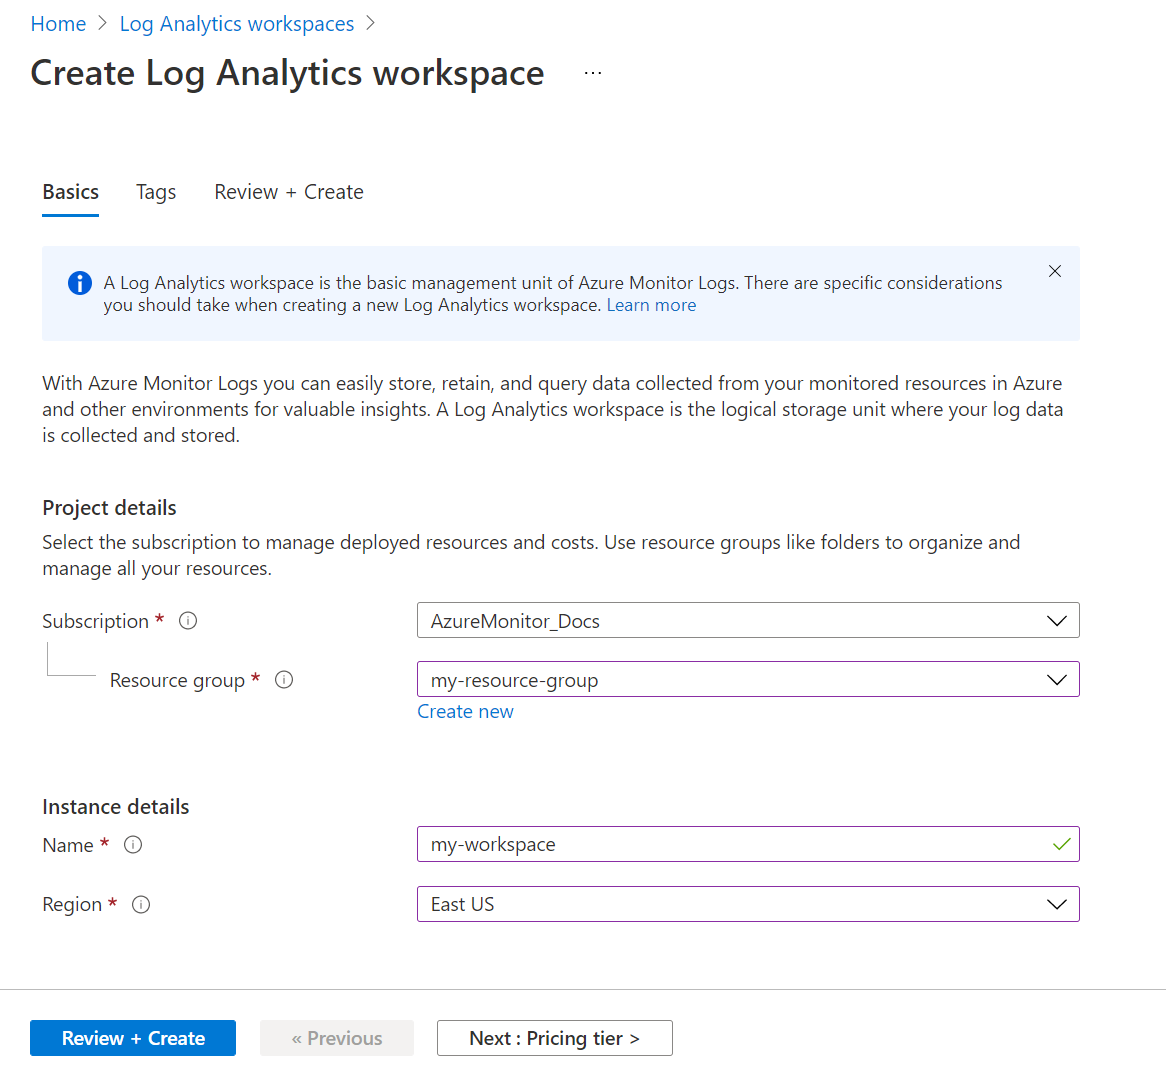 Home > Log Analytics workspaces >
Create Log Analytics workspace ...
Basics Tags Review + Create
A Log Analytics workspace is the basic management unit of Azure Monitor Logs. There are specific considerations
you should take when creating a new Log Analytics workspace. Learn more
With Azure Monitor Logs you can easily store, retain, and query data collected from your monitored resources in Azure
and other environments for valuable insights. A Log Analytics workspace is the logical storage unit where your log data
is collected and stored.
Project details
Select the subscription to manage deployed resources and costs. Use resource groups like folders to organize and
manage all your resources.
Subscription * AzureMonitor_Docs
Resource group * my-resource-group
Create new
Instance details
Name * my-workspace
Region * East US
Review + Create « Previous Next : Pricing tier >